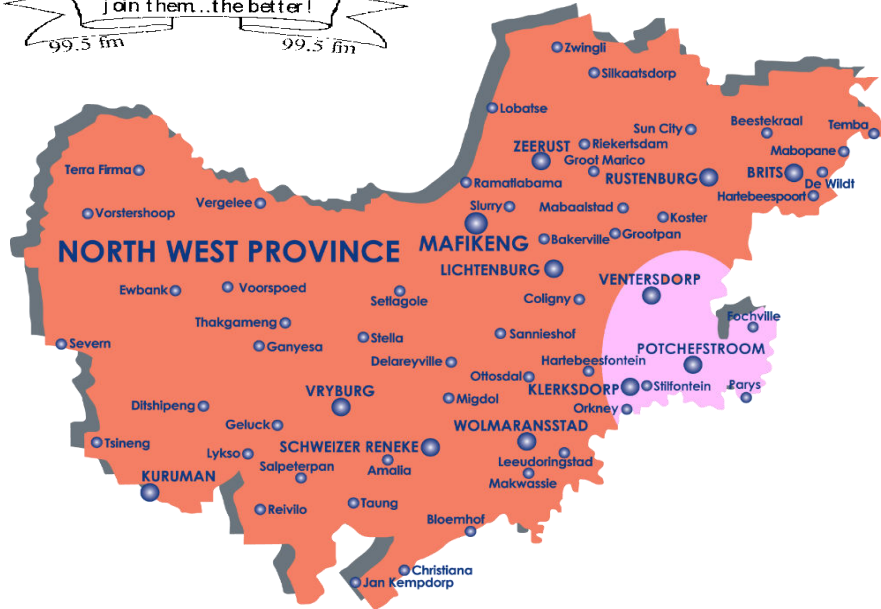 join them...the better!
99.5 fm
99.5 fm
Zwingli
Silkaatsdorp
Lobatse
Sun City
Beestekraal
Temba
ZEERUST
Riekertsdam
Mabopane
Groot Marico
Terra Firma
RUSTENBURG
BRITS
De Wildt
Ramatlabama
Hartebeespoort
Vorstershoop
Vergelee
Slurry
Mabaalstad
Koster
NORTH WEST PROVINCE
MAFIKENG
Bakerville
Grootpan
LICHTENBURG
VENTERSDORP
Ewbank
Voorspoed
Setlagole
Coligny
Fochville
Thakgameng
Stella
Sannieshof
Severn
Ganyesa
POTCHEFSTROOM
Delareyville
Hartebeesfontein
Ottosdal
KLERKSDORP
Stilfontein
Parys
VRYBURG
Migdol
Ditshipeng
Orkney
Geluck
WOLMARANSSTAD
Tsineng
SCHWEIZER RENEKE
Lykso
Leeudoringstad
Salpeterpan
Amalia
KURUMAN
Makwassie
Reivilo
Taung
Bloemhof
Christiana
Jan Kempdorp